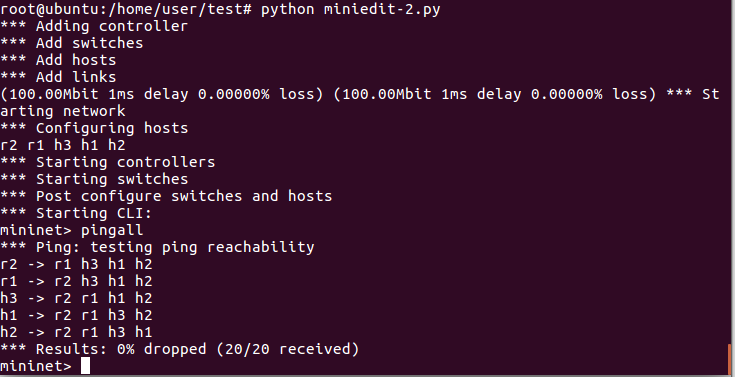 root@ubuntu:/home/user/test# python miniedit-2.py
*** Adding controller
*** Add switches
*** Add hosts
*** Add links
(100.00Mbit 1ms delay 0.00000% loss) (100.00Mbit 1ms delay 0.00000% loss) *** St
arting network
*** Configuring hosts
r2 r1 h3 h1 h2
*** Starting controllers
*** Starting switches
*** Post configure switches and hosts
*** Starting CLI:
mininet> pingall
*** Ping: testing ping reachability
r2 -> r1 h3 h1 h2
r1 -> r2 h3 h1 h2
h3 -> r2 r1 h1 h2
h1 -> r2 r1 h3 h2
h2 -> r2 r1 h3 h1
*** Results: 0% dropped (20/20 received)
mininet>